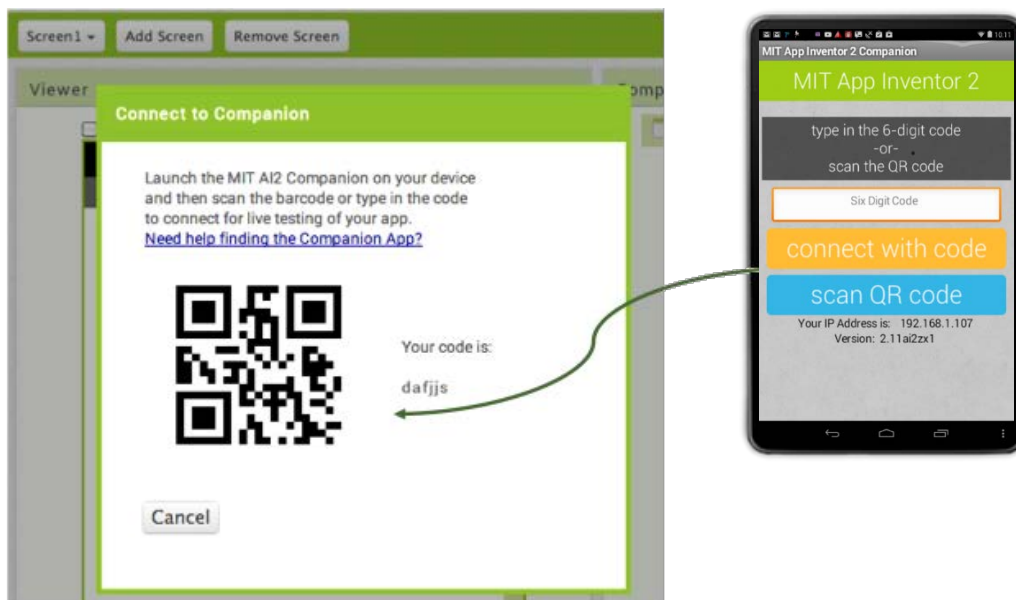 Screen1
Add Screen
Remove Screen
Viewer
Connect to Companion
Launch the MIT AI2 Companion on your device
and then scan the barcode or type in the code
to connect for live testing of your app.
Need help finding the Companion App?
Your code is:
dafjjs
Cancel
10:11
MIT App Inventor 2 Companion
MIT App Inventor 2
type in the 6-digit code
-or-
scan the QR code
Six Digit Code
connect with code
scan QR code
Your IP Address is: 192.168.1.107
Version: 2.11ai2zx1